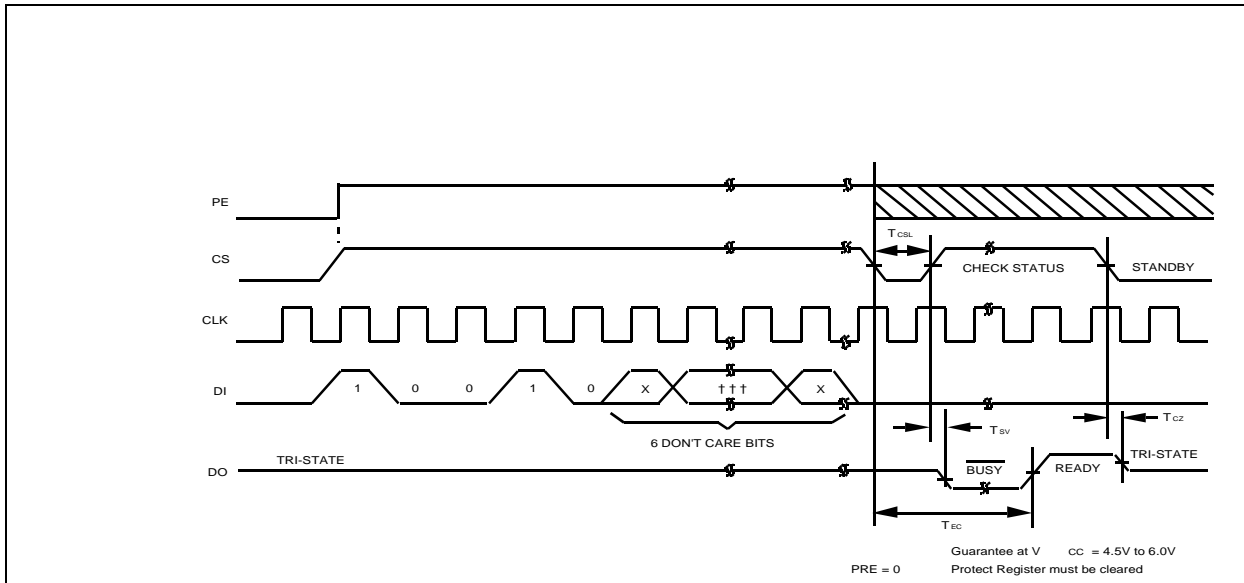 PE
T CSL
CS
CHECK STATUS
STANDBY
CLK
DI
1 0 0 1 0 X ††† X
T CZ
T SV
6 DON'T CARE BITS
DO
TRI-STATE
BUSY
READY
TRI-STATE
T EC
Guarantee at V CC = 4.5V to 6.0V
PRE = 0 Protect Register must be cleared